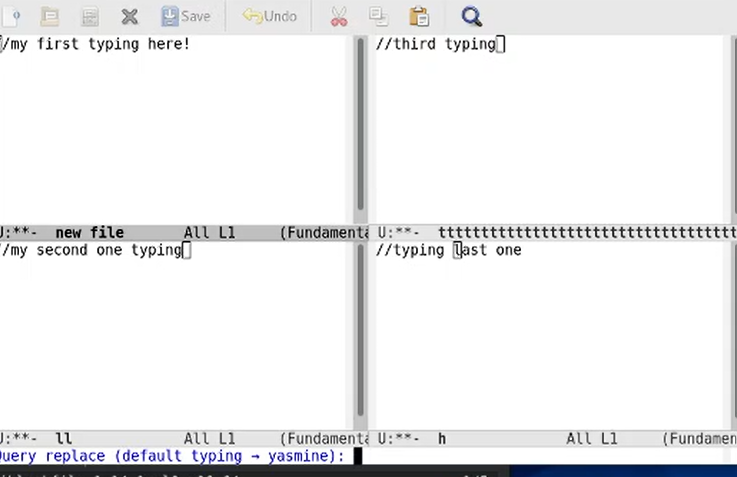 Save Undo
/my first typing here!
//third typing
U:**- new file All L1 (Fundamenta
U:**- tttttttttttttttttttttttttttttttttt
/my second one typing
//typing last one
U:**- ll All L1 (Fundamenta
U:**- h All L1 (Fundamen
Query replace (default typing → yasmine):